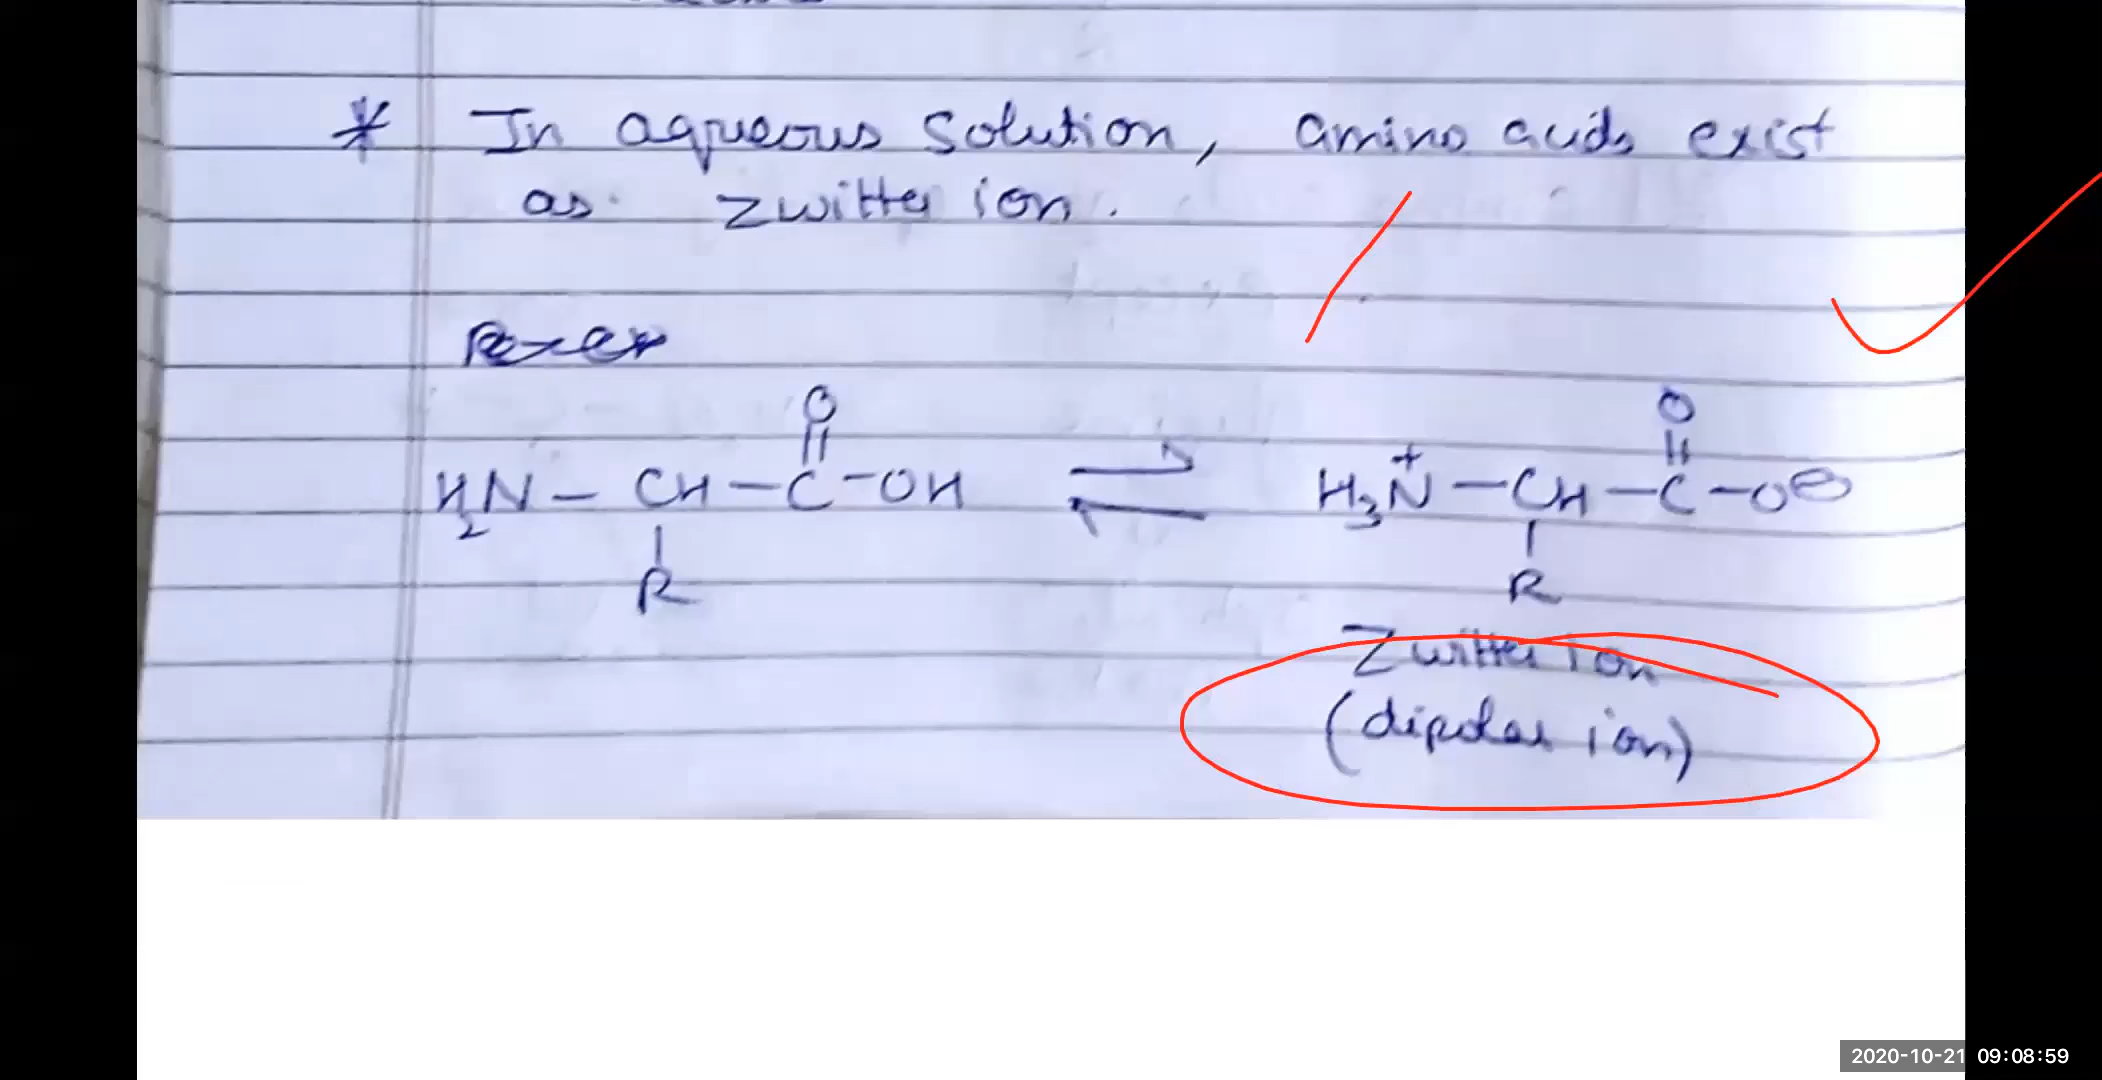 * In aqueous solution, amino acids exist
as zwitter ion.
O O
H2N - CH - C - OH ⇌ H3N+ - CH - C - O⊖
R R
Zwitter ion
(dipolar ion)
2020-10-21 09:08:59